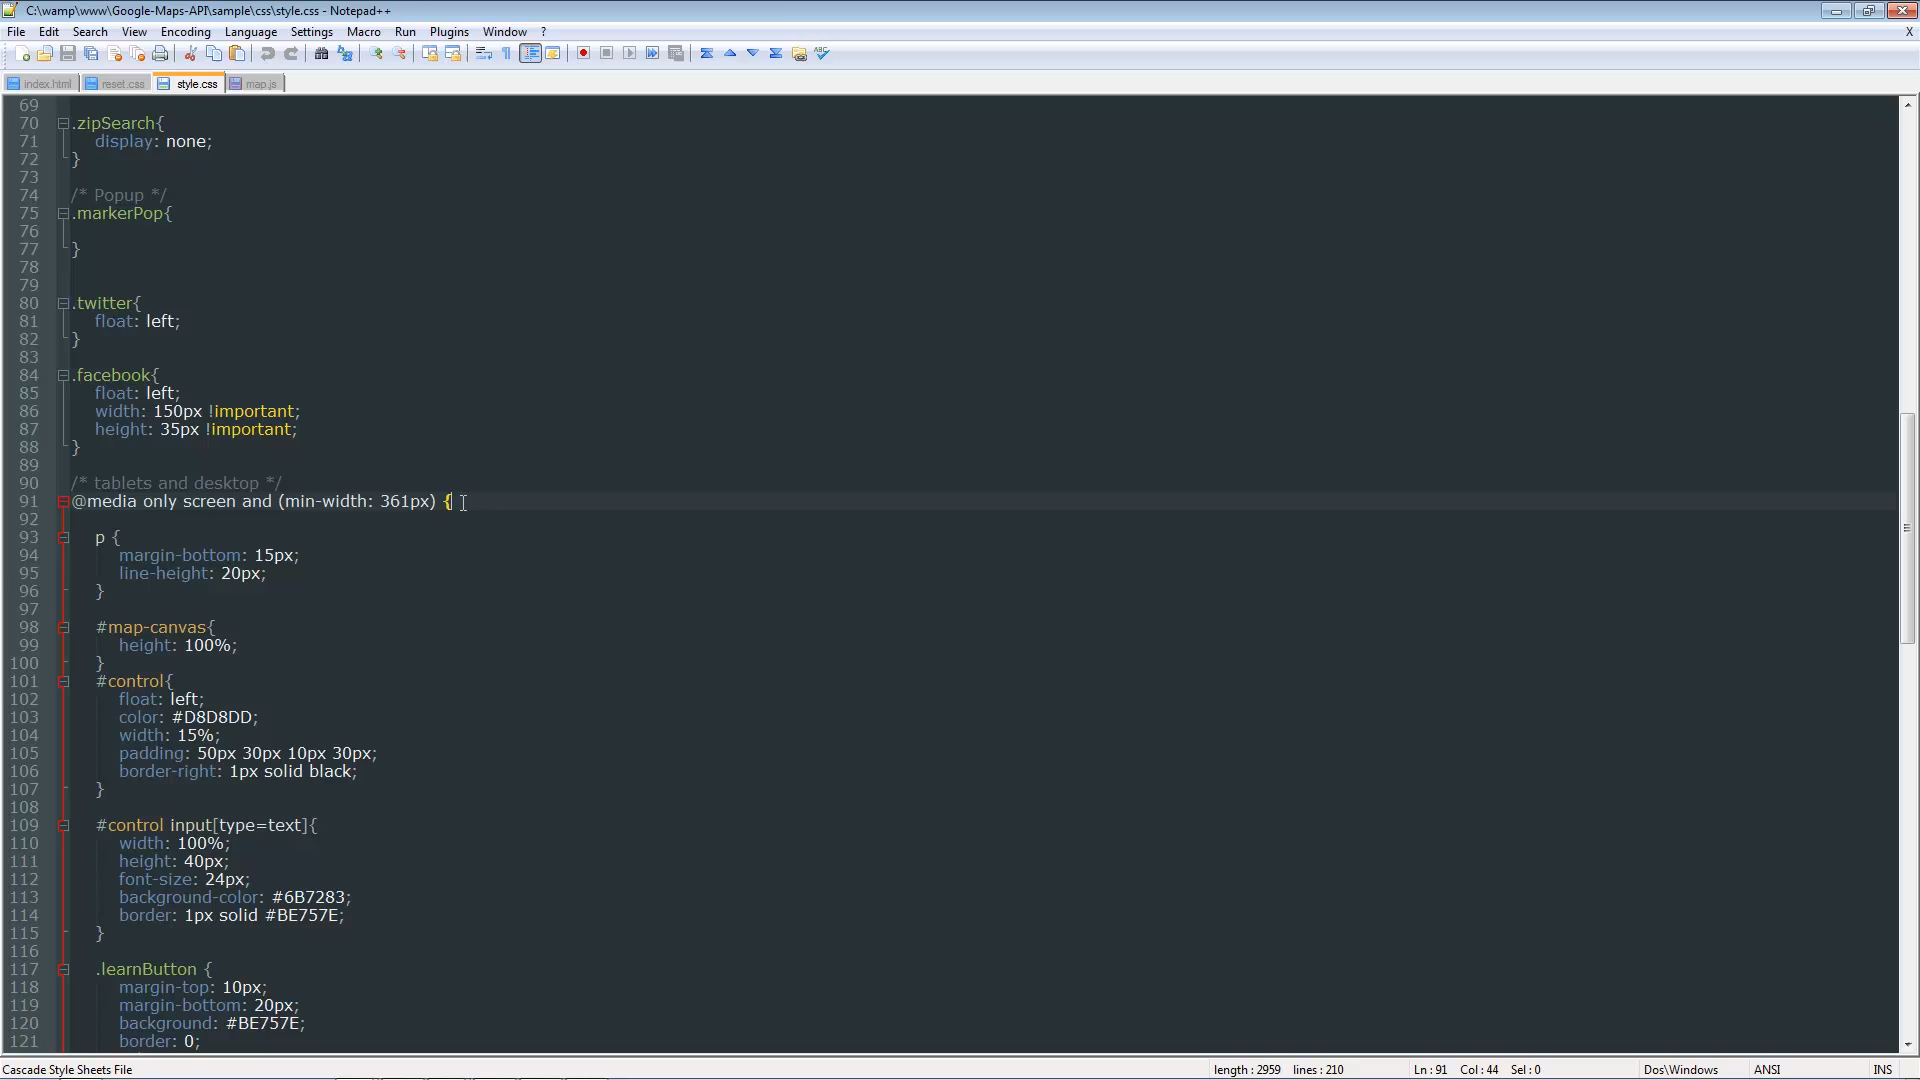 C:\wamp\www\Google-Maps-API\sample\css\style.css - Notepad++
File Edit Search View Encoding Language Settings Macro Run Plugins Window ? X
index.html reset.css style.css map.js
69
70 .zipSearch{
71 display: none;
72 }
73
74 /* Popup */
75 .markerPop{
76
77 }
78
79
80 .twitter{
81 float: left;
82 }
83
84 .facebook{
85 float: left;
86 width: 150px !important;
87 height: 35px !important;
88 }
89
90 /* tablets and desktop */
91 @media only screen and (min-width: 361px) {
92
93 p {
94 margin-bottom: 15px;
95 line-height: 20px;
96 }
97
98 #map-canvas{
99 height: 100%;
100 }
101 #control{
102 float: left;
103 color: #D8D8DD;
104 width: 15%;
105 padding: 50px 30px 10px 30px;
106 border-right: 1px solid black;
107 }
108
109 #control input[type=text]{
110 width: 100%;
111 height: 40px;
112 font-size: 24px;
113 background-color: #6B7283;
114 border: 1px solid #BE757E;
115 }
116
117 .learnButton {
118 margin-top: 10px;
119 margin-bottom: 20px;
120 background: #BE757E;
121 border: 0;
Cascade Style Sheets File length : 2959 lines : 210 Ln : 91 Col : 44 Sel : 0 Dos\Windows ANSI INS